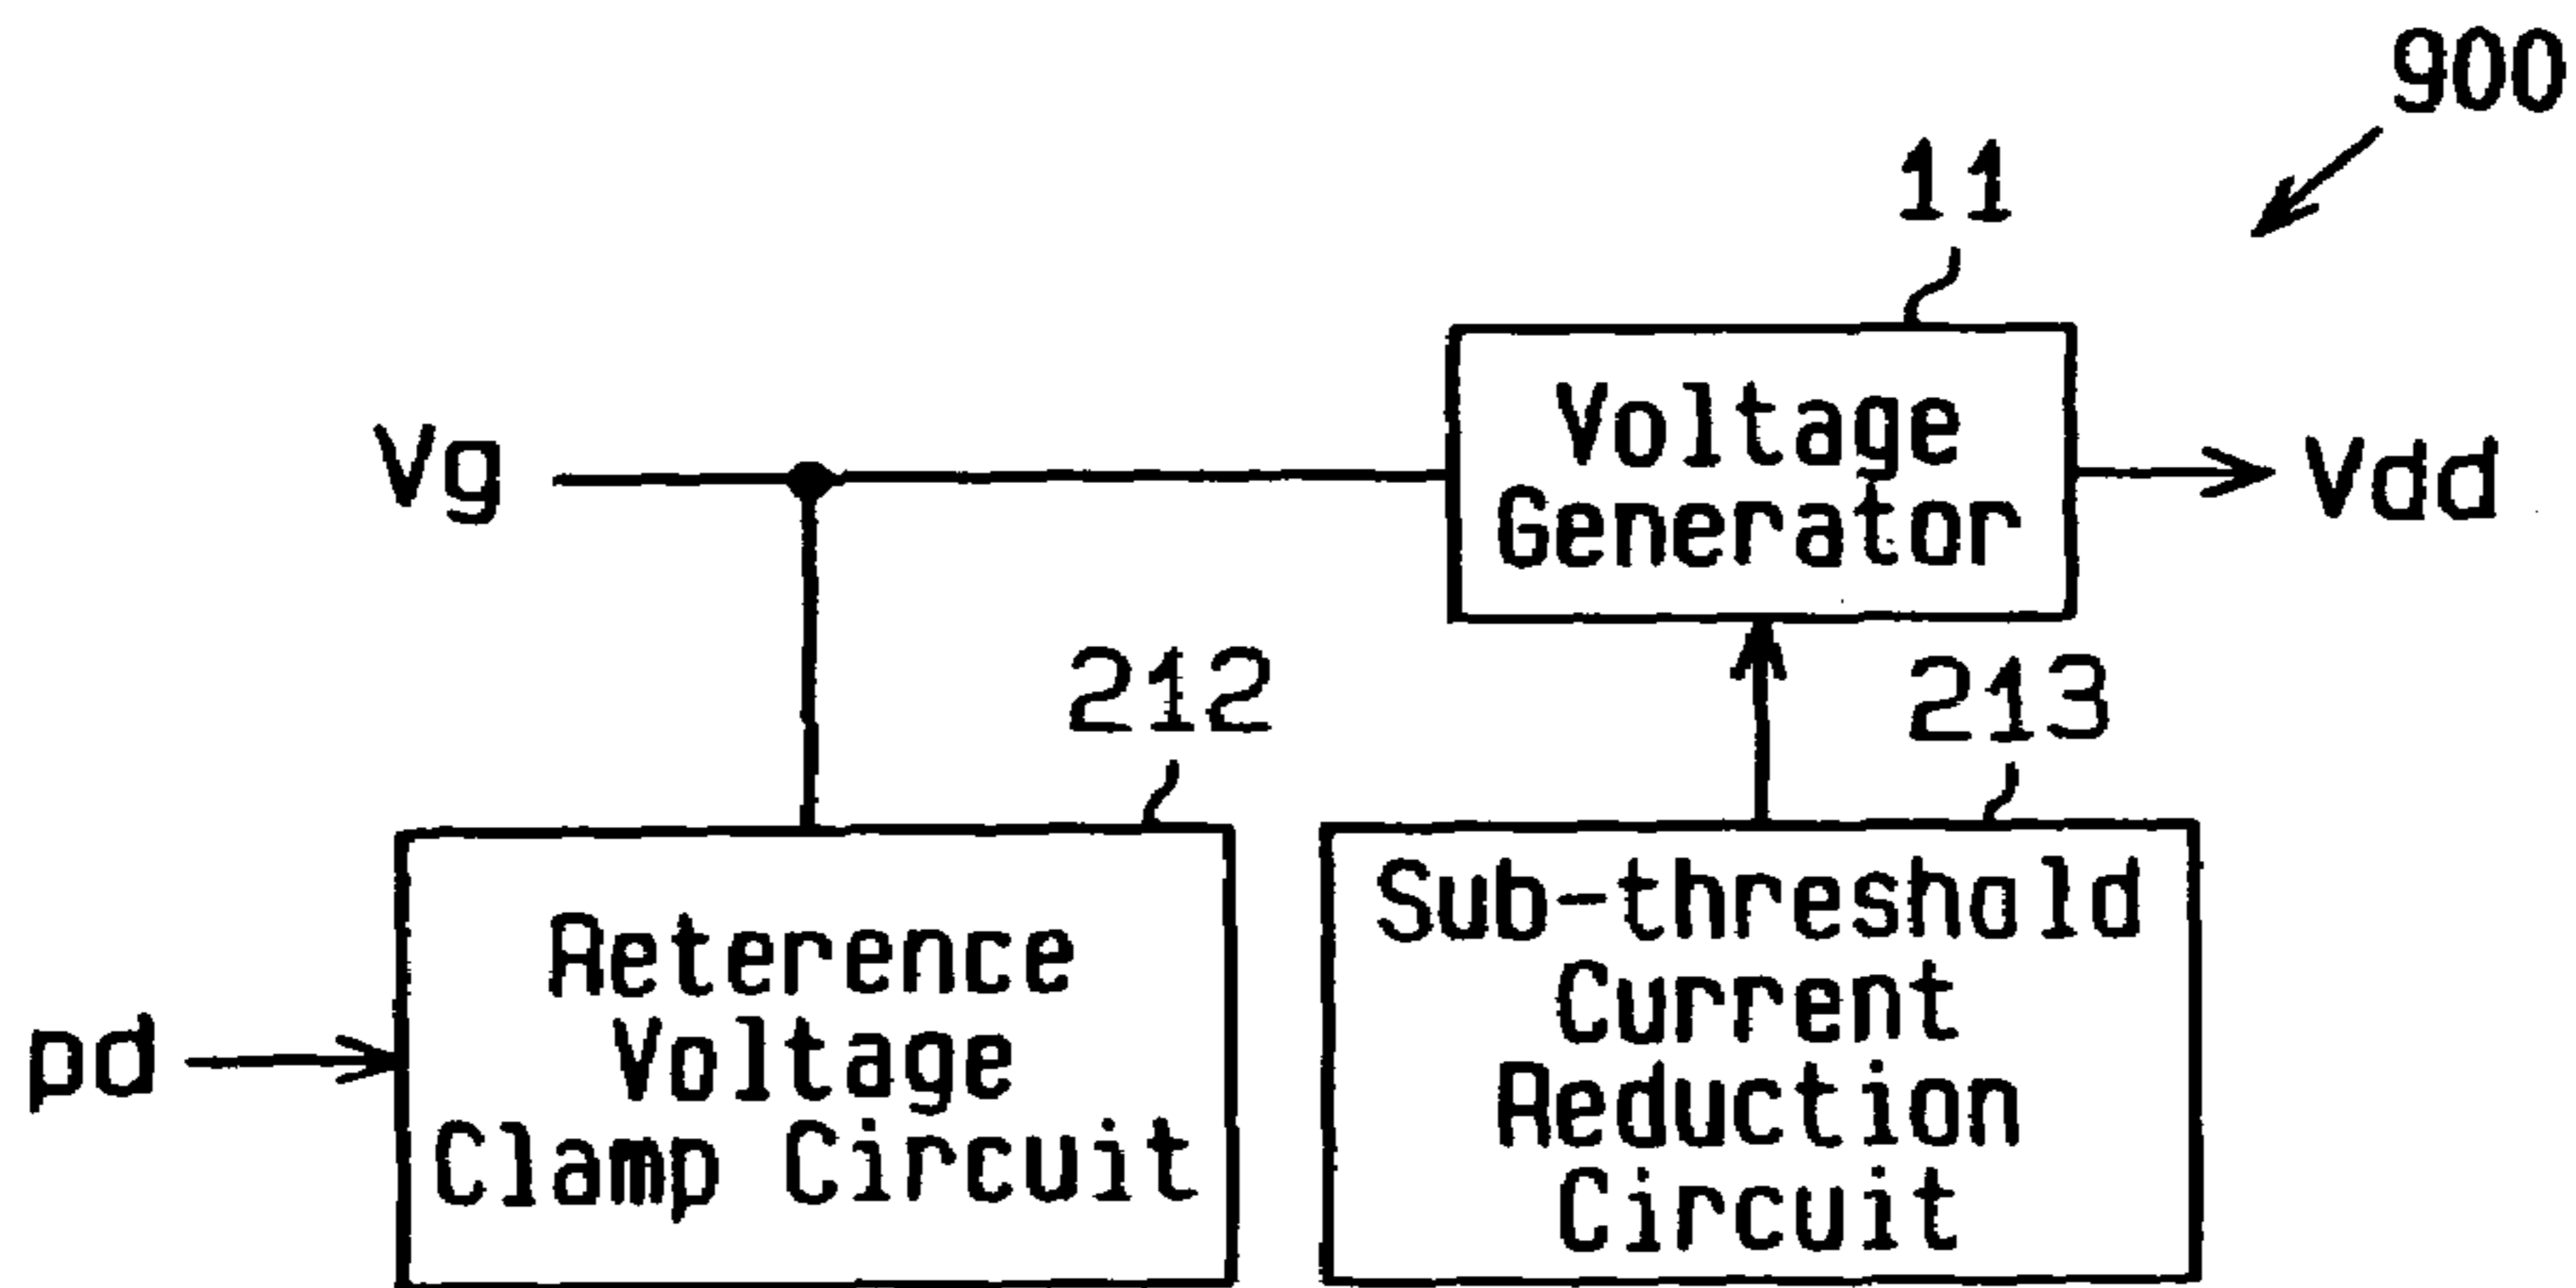 900
11
Vg
Voltage
Generator
Vdd
212
213
pd
Reterence
Voltage
Clamp Circuit
Sub-threshold
Current
Reduction
Circuit